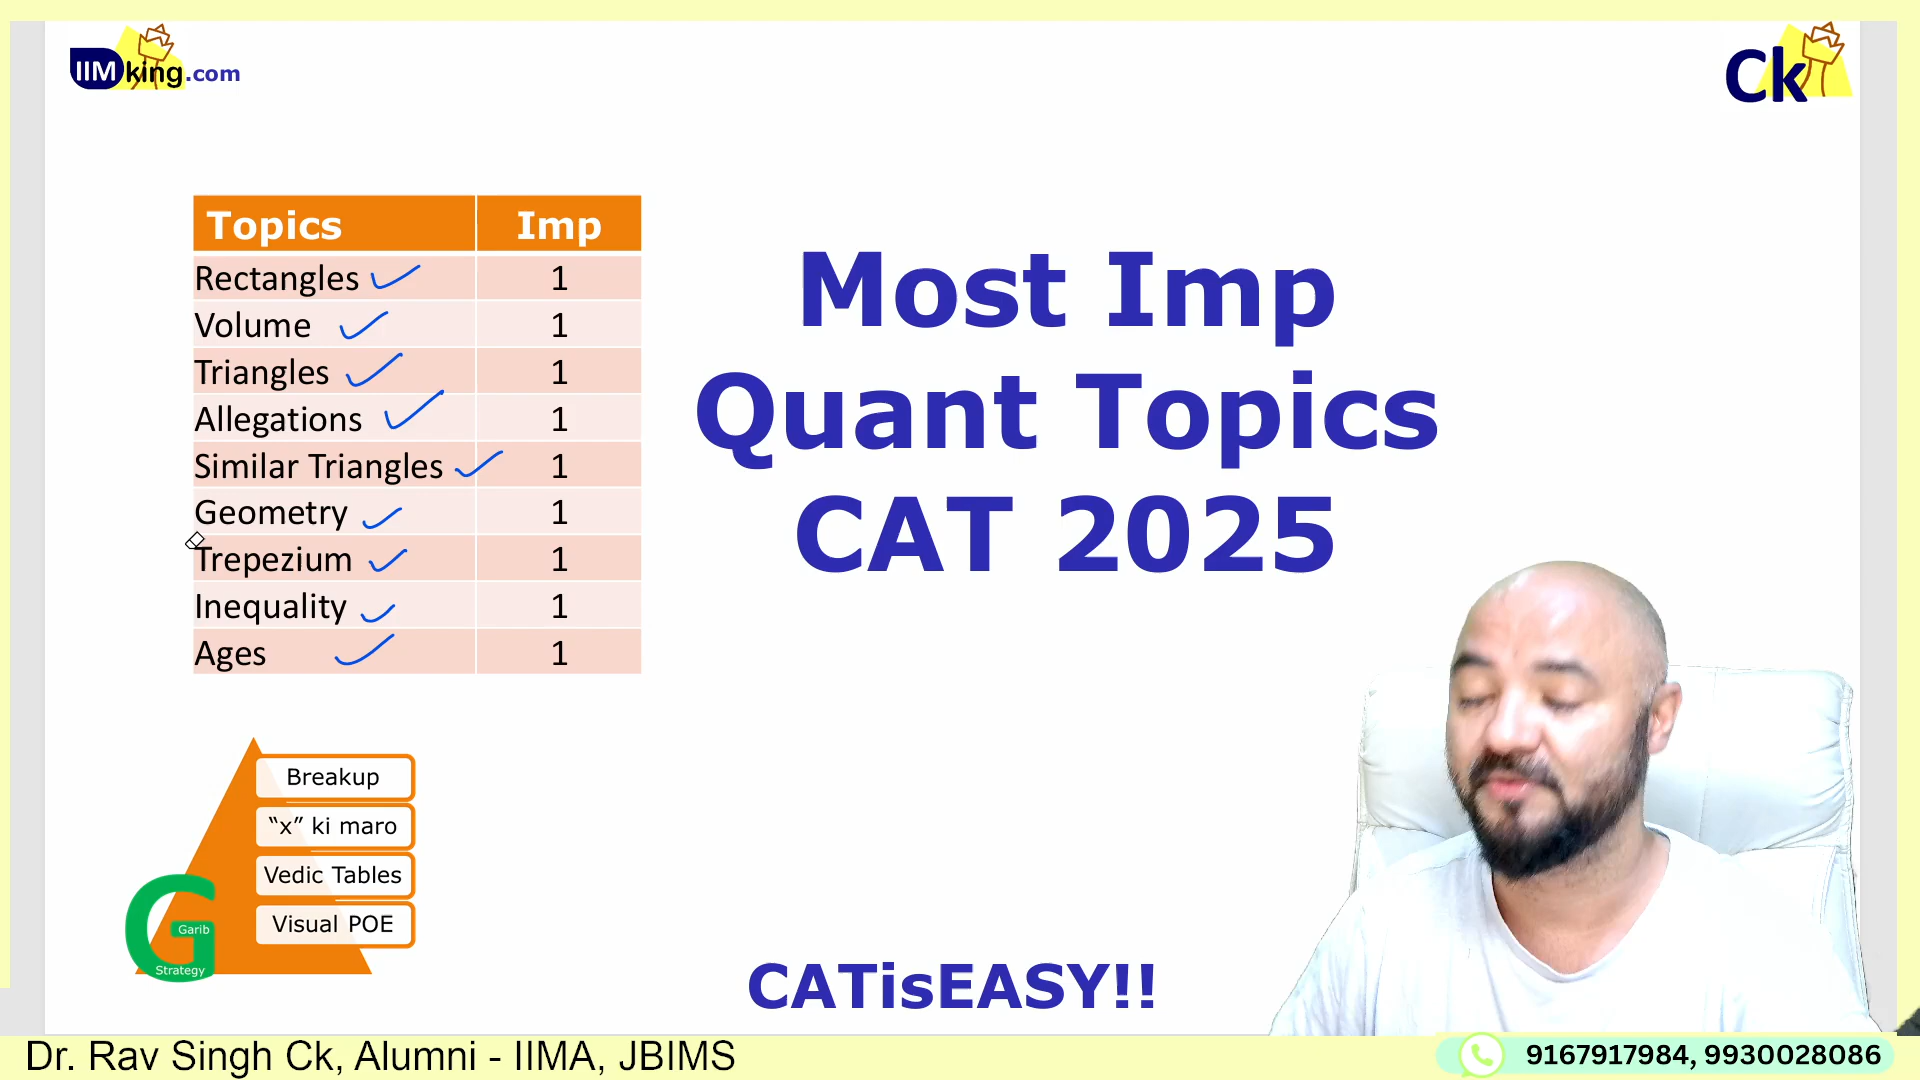 IIMking.com
Ck
Topics Imp
Rectangles 1
Volume 1
Triangles 1
Allegations 1
Similar Triangles 1
Geometry 1
Trepezium 1
Inequality 1
Ages 1
Most Imp
Quant Topics
CAT 2025
Breakup
“x” ki maro
Vedic Tables
Visual POE
G
Garib
Strategy
CATisEASY!!
Dr. Rav Singh Ck, Alumni - IIMA, JBIMS
9167917984, 9930028086